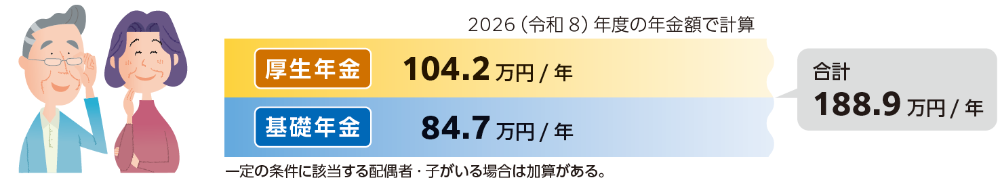 2026（令和8）年度の年金額で計算
厚生年金 104.2万円 / 年
合計
188.9万円 / 年
基礎年金 84.7万円 / 年
一定の条件に該当する配偶者・子がいる場合は加算がある。